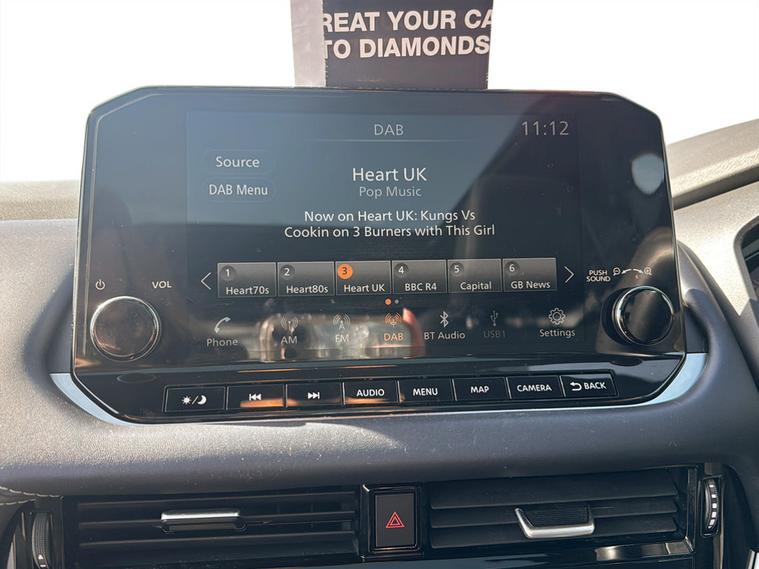 REAT YOUR CA
TO DIAMONDS
DAB
11:12
Source
DAB Menu
Heart UK
Pop Music
Now on Heart UK: Kungs Vs
Cookin on 3 Burners with This Girl
1 Heart70s
2 Heart80s
3 Heart UK
4 BBC R4
5 Capital
6 GB News
VOL
PUSH
SOUND
Phone
AM
FM
DAB
BT Audio
USB1
Settings
AUDIO
MENU
MAP
CAMERA
BACK